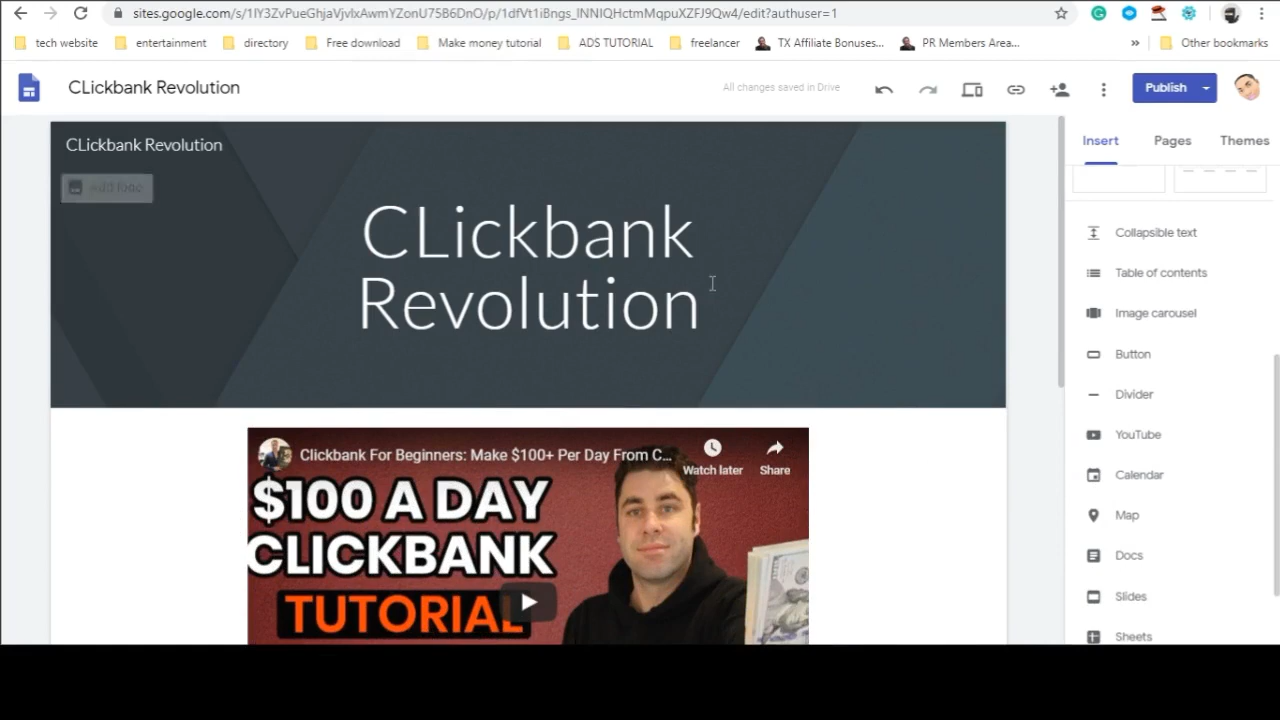 sites.google.com/s/1IY3ZvPueGhjaVjvlxAwmYZonU75B6DnO/p/1dfVt1iBngs_lNNIQHctmMqpuXZFJ9Qw4/edit?authuser=1
tech website entertainment directory Free download Make money tutorial ADS TUTORIAL freelancer TX Affiliate Bonuses... PR Members Area... » Other bookmarks
CLickbank Revolution
All changes saved in Drive
Publish
CLickbank Revolution
Add logo
CLickbank
Revolution
Clickbank For Beginners: Make $100+ Per Day From C...
Watch later
Share
$100 A DAY
CLICKBANK
TUTORIAL
Insert Pages Themes
Collapsible text
Table of contents
Image carousel
Button
Divider
YouTube
Calendar
Map
Docs
Slides
Sheets